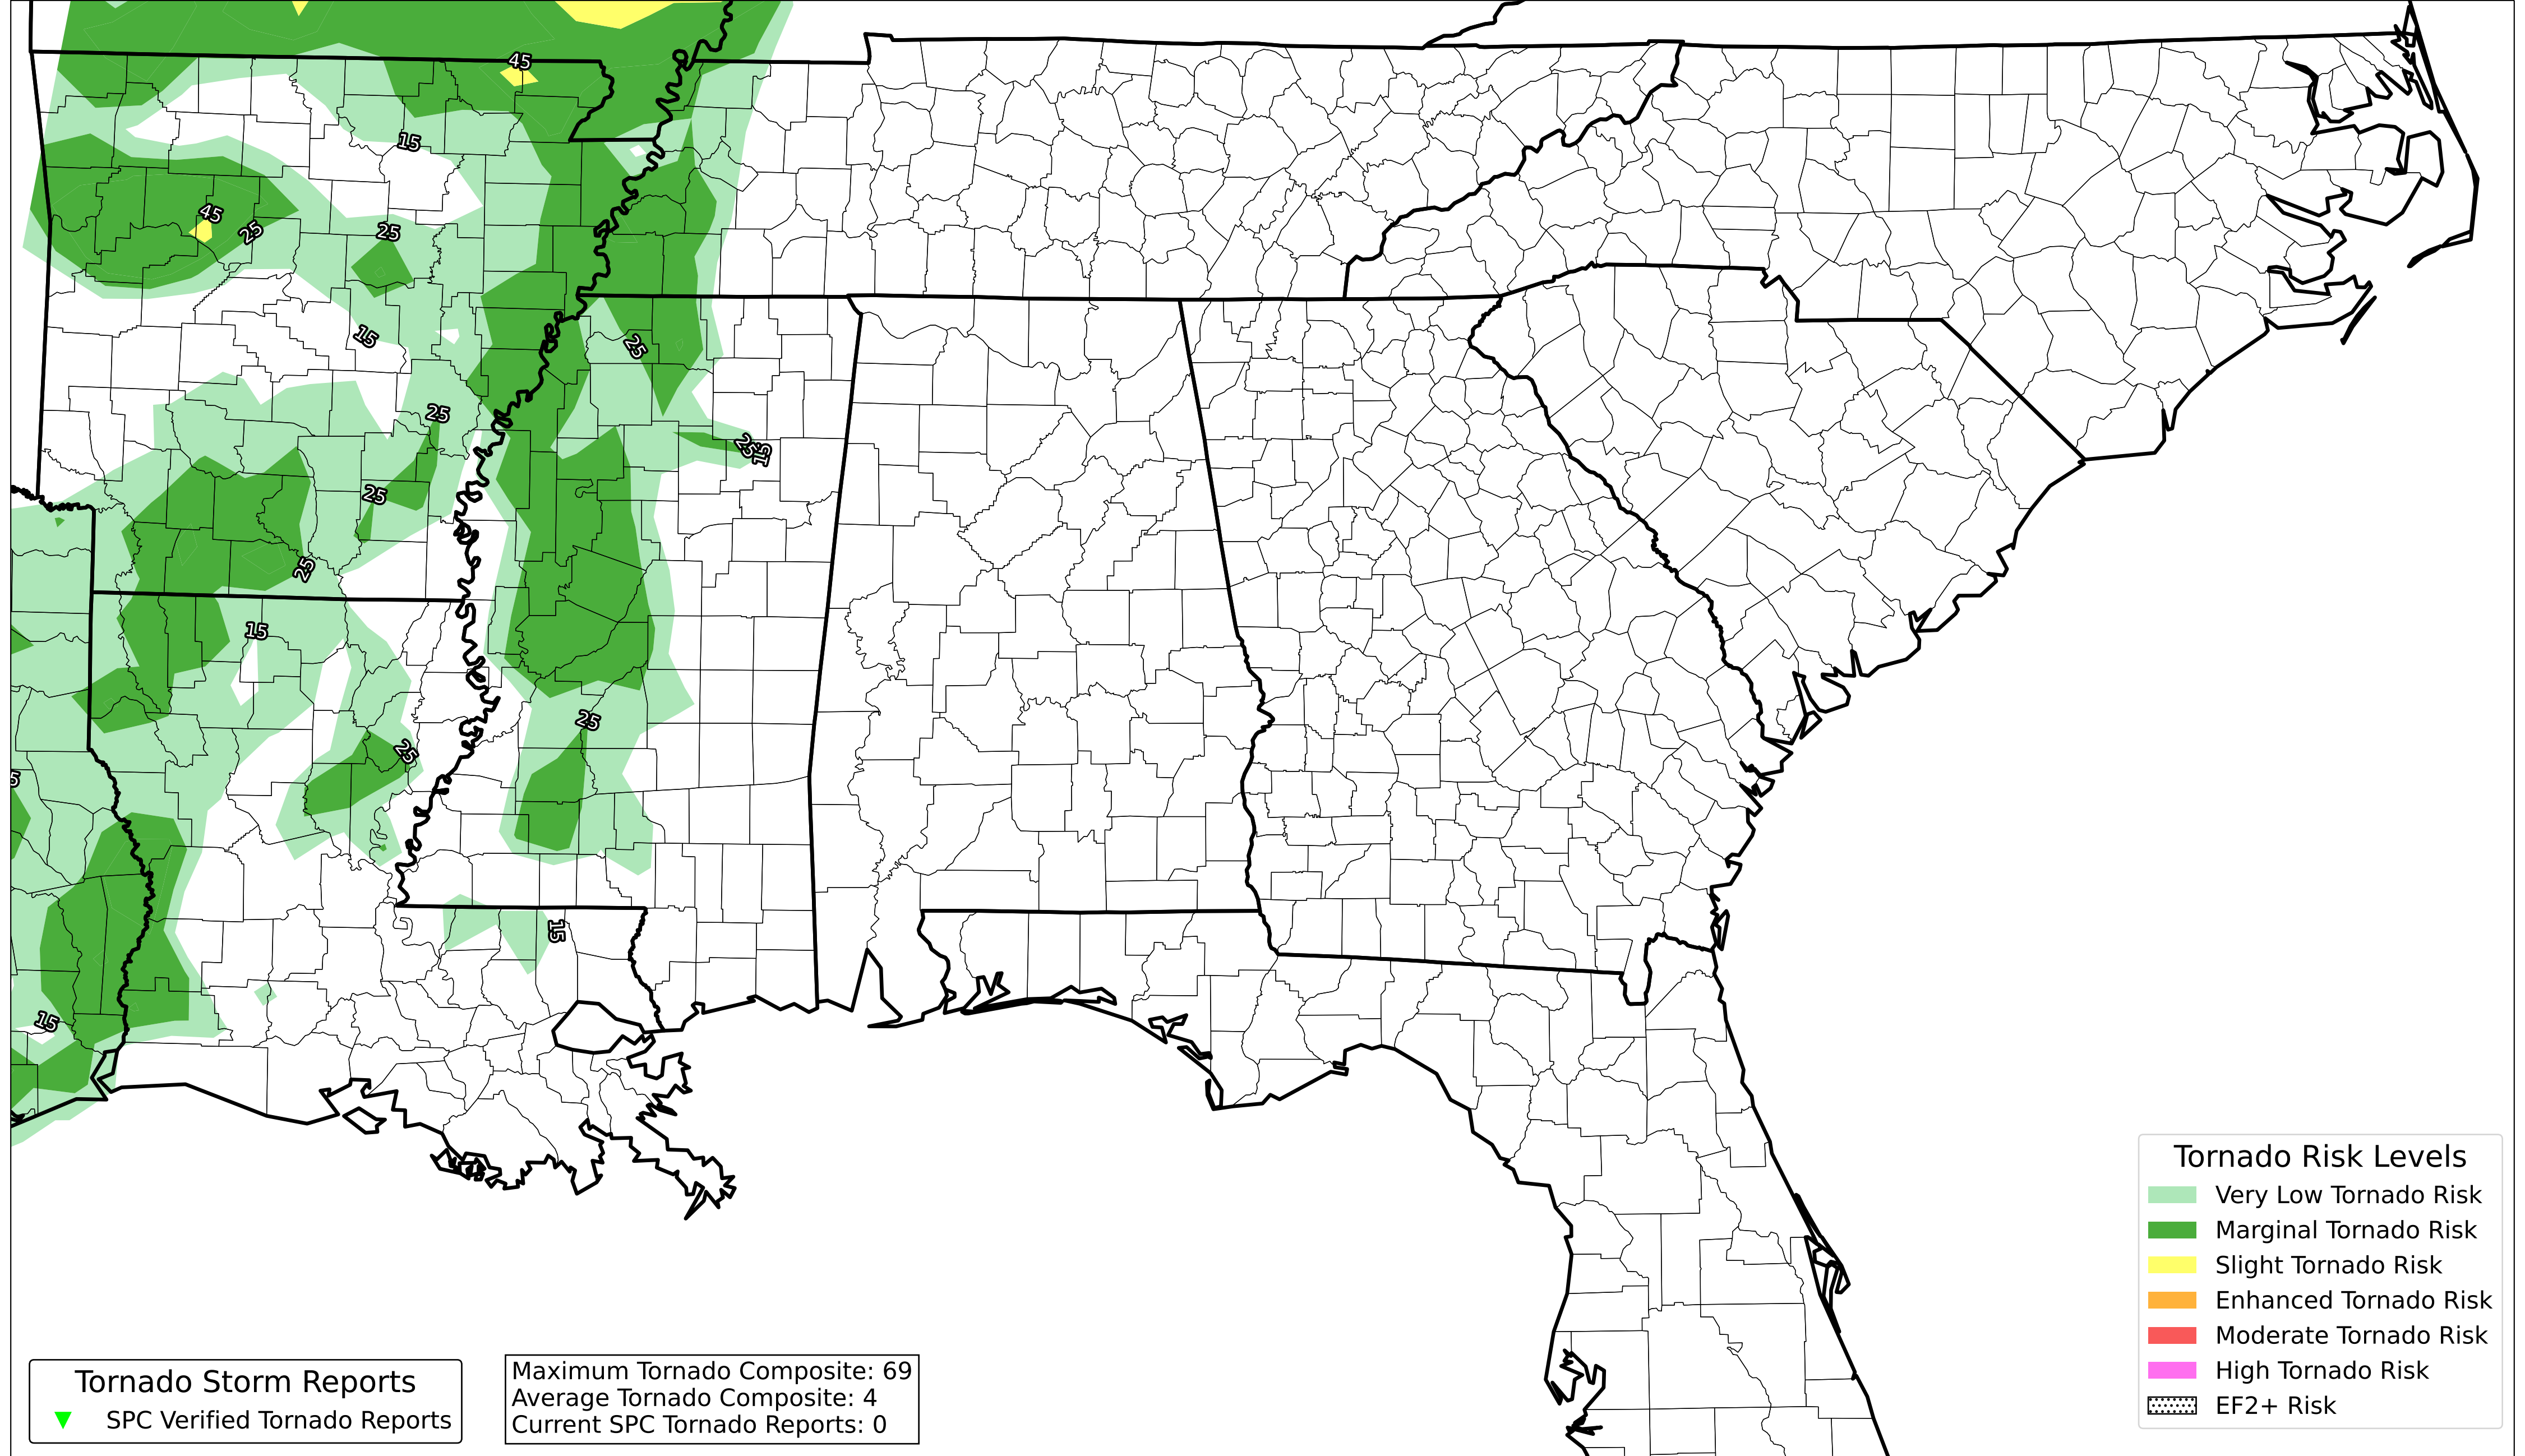 45
15
45
25
25
15
25
25
25
15
25
25
15
25
25
5
15
15
Tornado Risk Levels
Very Low Tornado Risk
Marginal Tornado Risk
Slight Tornado Risk
Enhanced Tornado Risk
Moderate Tornado Risk
High Tornado Risk
EF2+ Risk
Tornado Storm Reports
SPC Verified Tornado Reports
Maximum Tornado Composite: 69
Average Tornado Composite: 4
Current SPC Tornado Reports: 0